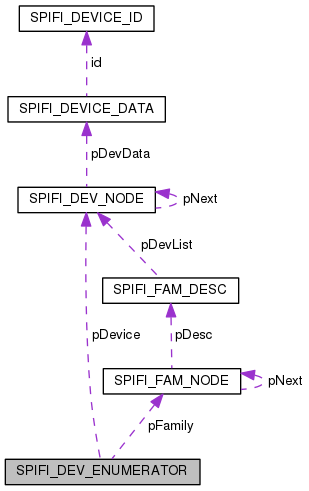 SPIFI_DEVICE_ID
id
SPIFI_DEVICE_DATA
pDevData
SPIFI_DEV_NODE
pNext
pDevList
SPIFI_FAM_DESC
pDevice
pDesc
SPIFI_FAM_NODE
pNext
pFamily
SPIFI_DEV_ENUMERATOR